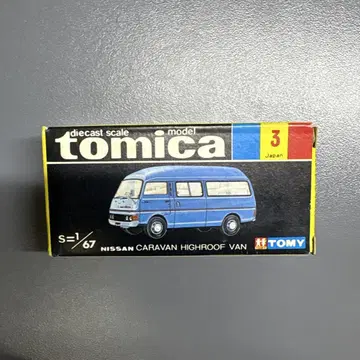 diecast scale model
tomica
3
Japan
S=1/67
NISSAN CARAVAN HIGHROOF VAN
TOMY